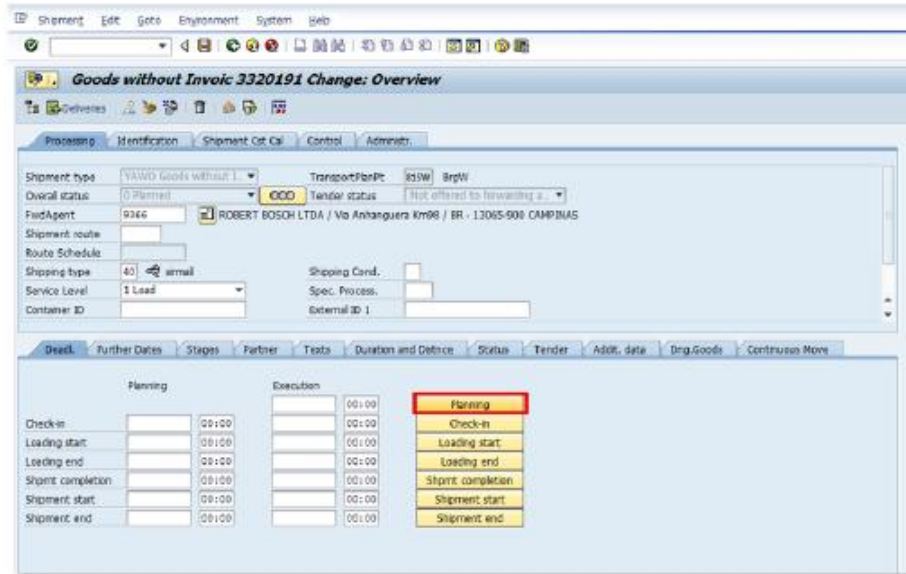 Shipment Edit Goto Environment System Help
Goods without Invoic 3320191 Change: Overview
Deliveries
Processing Identification Shipment Cst Cal Control Administr.
Shipment type YAWO Goods without I.. TransportPlanPt BrpW
Overall status 0 Planned Tender status Not offered to forwarding a..
FwdAgent 9366 ROBERT BOSCH LTDA / Via Anhanguera Km98 / BR - 13065-900 CAMPINAS
Shipment route
Route Schedule
Shipping type 40 airmail Shipping Cond.
Service Level 1 Load Spec. Process.
Container ID External ID 1
Deadl. Further Dates Stages Partner Texts Duration and Distnce Status Tender Addit. data Dng.Goods Continuous Move
Planning Execution
00:00 Planning
Check-in 00:00 00:00 Check-in
Loading start 00:00 00:00 Loading start
Loading end 00:00 00:00 Loading end
Shpmt completion 00:00 00:00 Shpmt completion
Shipment start 00:00 00:00 Shipment start
Shipment end 00:00 00:00 Shipment end